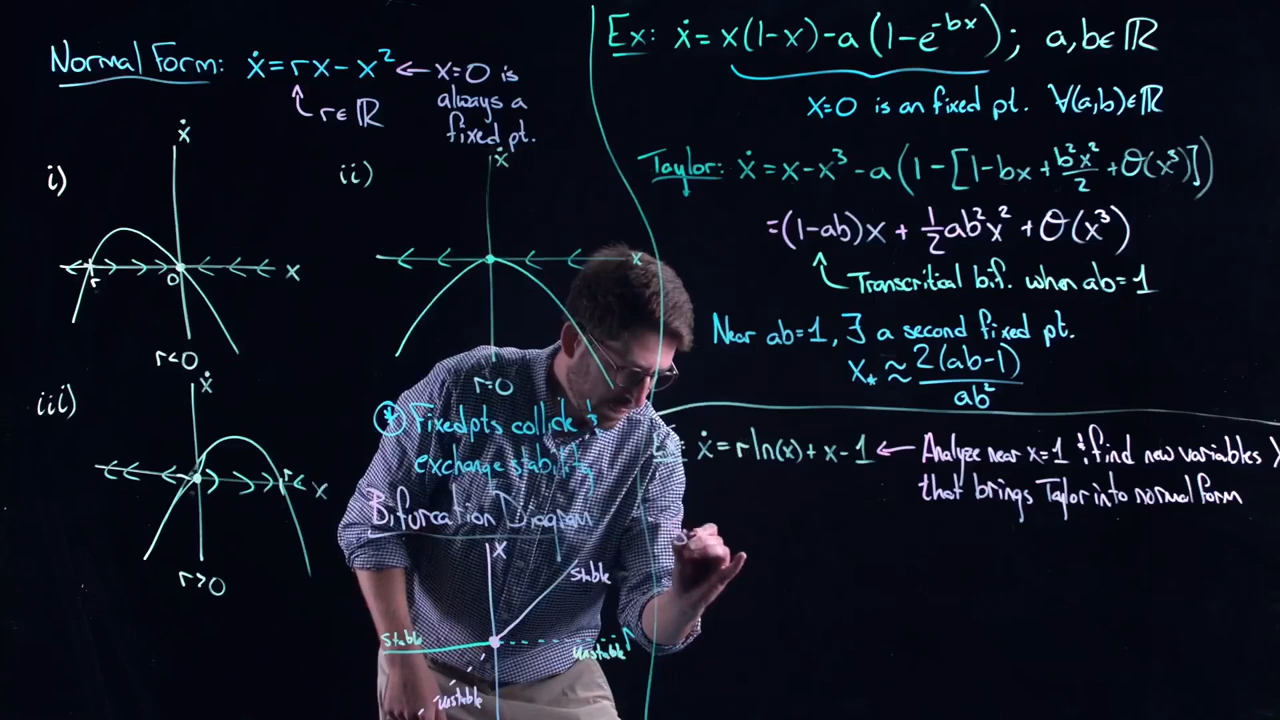 Normal Form: ẋ = rx - x² ← x=0 is
always a
fixed pt.
r∈ℝ
i)
ẋ
r
0
x
r<0
ii)
ẋ
x
r=0
iii)
ẋ
r
x
r>0
* Fixed pts collide &
exchange stability
Bifurcation Diagram
x
stable
stable
unstable
r
unstable
Ex: ẋ = x(1-x) - a(1-e^{-bx}); a,b∈ℝ
x=0 is an fixed pt. ∀(a,b)∈ℝ
Taylor: ẋ = x - x³ - a(1-[1-bx+b²x²/2+O(x³)])
=(1-ab)x + ½ab²x² + O(x³)
Transcritical bif. when ab=1
Near ab=1, ∃ a second fixed pt.
x_* ≈ 2(ab-1)/ab²
ẋ = r ln(x) + x - 1 ← Analyze near x=1 & find new variables
that brings Taylor into normal form